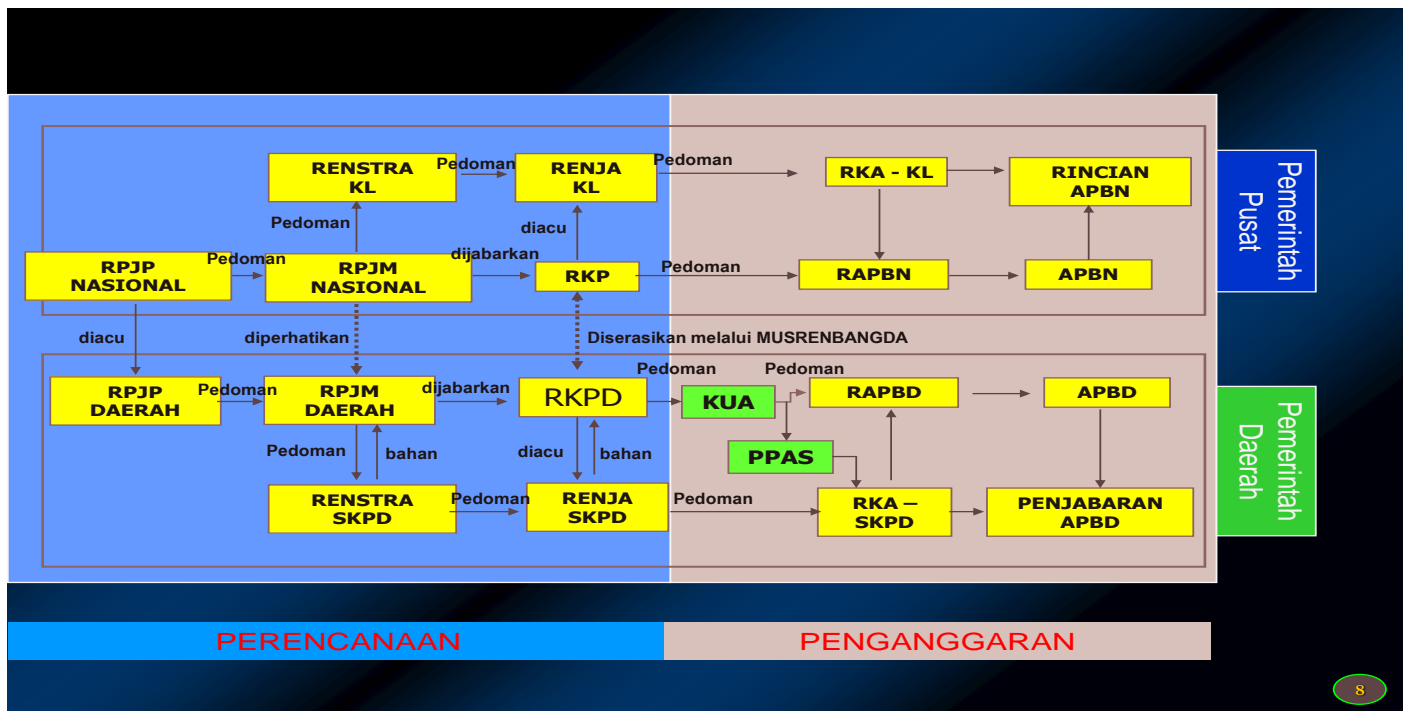 RENSTRA
KL
Pedoman
RENJA
KL
Pedoman
RKA - KL
RINCIAN
APBN
Pemerintah
Pusat
Pedoman
diacu
RPJP
NASIONAL
Pedoman
RPJM
NASIONAL
dijabarkan
RKP
Pedoman
RAPBN
APBN
diacu
diperhatikan
Diserasikan melalui MUSRENBANGDA
RPJP
DAERAH
Pedoman
RPJM
DAERAH
dijabarkan
RKPD
Pedoman
KUA
Pedoman
RAPBD
APBD
Pemerintah
Daerah
Pedoman
bahan
diacu
bahan
PPAS
RENSTRA
SKPD
Pedoman
RENJA
SKPD
Pedoman
RKA –
SKPD
PENJABARAN
APBD
PERENCANAAN
PENGANGGARAN
8